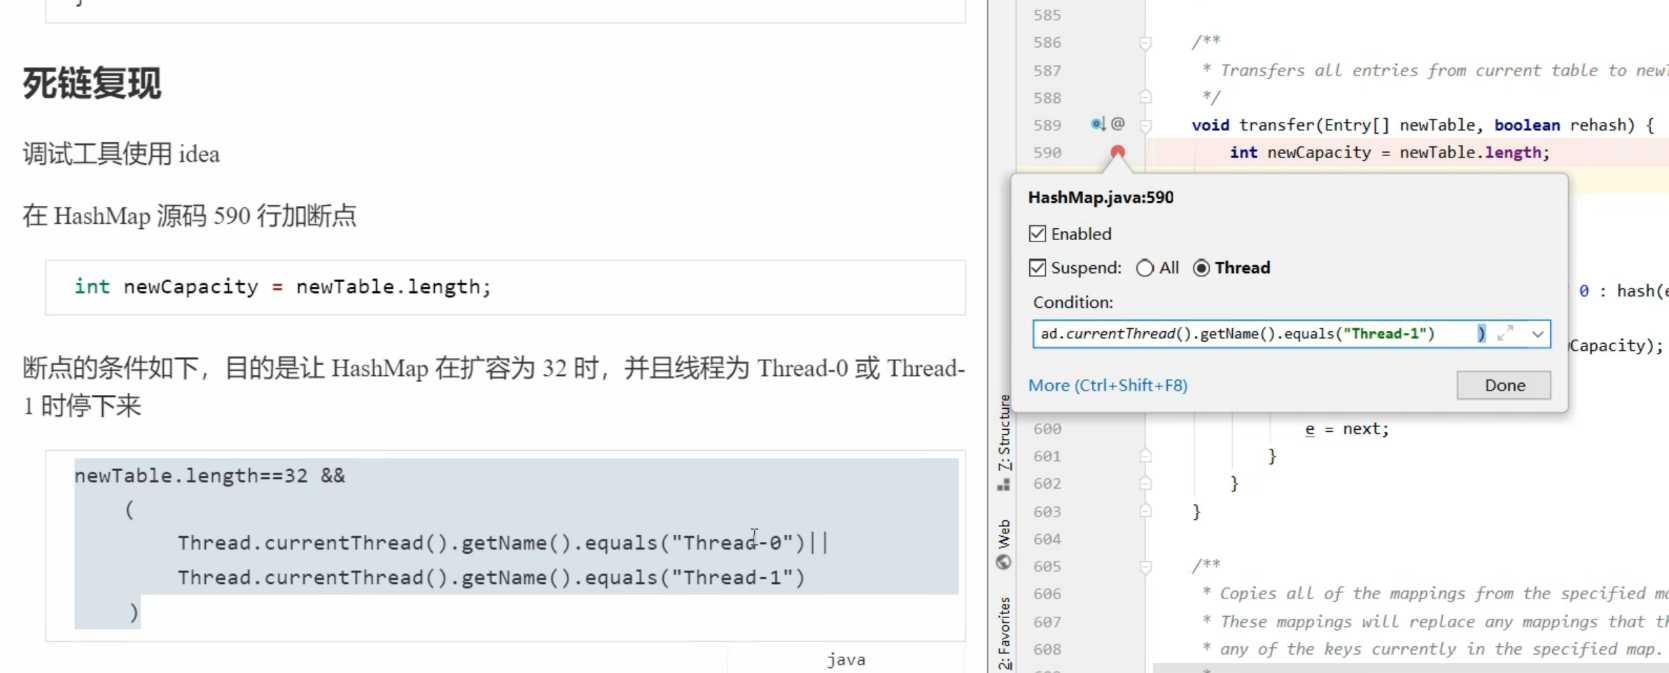 死链复现
调试工具使用 idea
在 HashMap 源码 590 行加断点
int newCapacity = newTable.length;
断点的条件如下，目的是让 HashMap 在扩容为 32 时，并且线程为 Thread-0 或 Thread-
1 时停下来
newTable.length==32 &&
(
Thread.currentThread().getName().equals("Thread-0")||
Thread.currentThread().getName().equals("Thread-1")
)
java
585
586 /**
587 * Transfers all entries from current table to newT
588 */
589 @ void transfer(Entry[] newTable, boolean rehash) {
590 int newCapacity = newTable.length;
HashMap.java:590
Enabled
Suspend: All Thread
Condition:
ad.currentThread().getName().equals("Thread-1") )
More (Ctrl+Shift+F8)
Done
0 : hash(e
Capacity);
600 e = next;
601 }
602 }
603 }
604
605 /**
606 * Copies all of the mappings from the specified ma
607 * These mappings will replace any mappings that th
608 * any of the keys currently in the specified map.
Z: Structure
Web
2: Favorites